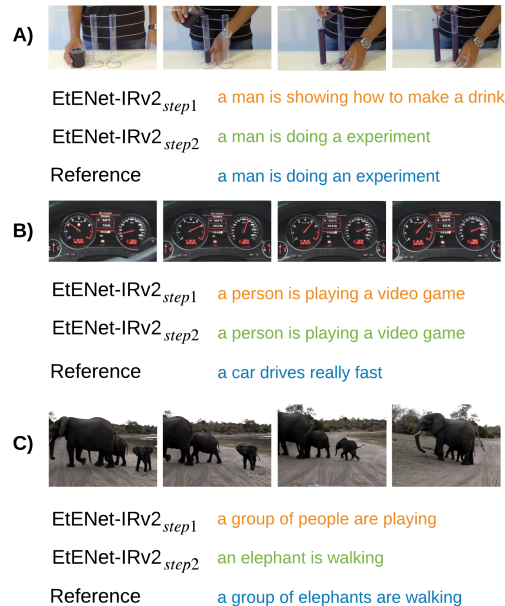 A)
EtENet-IRv2step1 a man is showing how to make a drink
EtENet-IRv2step2 a man is doing a experiment
Reference a man is doing an experiment
B)
EtENet-IRv2step1 a person is playing a video game
EtENet-IRv2step2 a person is playing a video game
Reference a car drives really fast
C)
EtENet-IRv2step1 a group of people are playing
EtENet-IRv2step2 an elephant is walking
Reference a group of elephants are walking